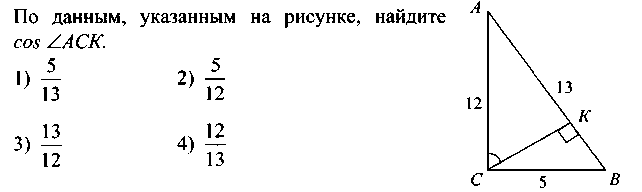 По данным, указанным на рисунке, найдите
cos ∠ACK.
1) 5/13 2) 5/12
3) 13/12 4) 12/13
A
12
13
K
C
5
B